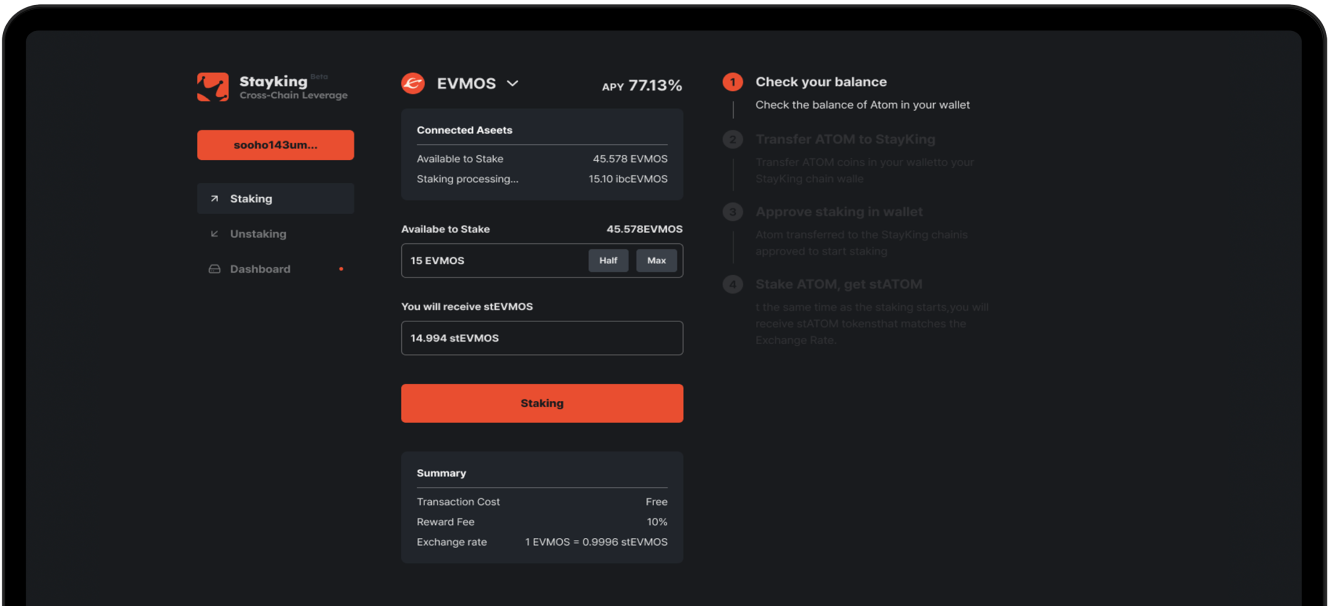 Stayking Beta
Cross-Chain Leverage
sooho143um...
Staking
Unstaking
Dashboard
EVMOS
APY 77.13%
Connected Aseets
Available to Stake 45.578 EVMOS
Staking processing... 15.10 ibcEVMOS
Availabe to Stake 45.578EVMOS
15 EVMOS Half Max
You will receive stEVMOS
14.994 stEVMOS
Staking
Summary
Transaction Cost Free
Reward Fee 10%
Exchange rate 1 EVMOS = 0.9996 stEVMOS
1 Check your balance
Check the balance of Atom in your wallet
2 Transfer ATOM to StayKing
Transfer ATOM coins in your walletto your
StayKing chain walle
3 Approve staking in wallet
Atom transferred to the StayKing chainis
approved to start staking
4 Stake ATOM, get stATOM
t the same time as the staking starts,you will
receive stATOM tokensthat matches the
Exchange Rate.